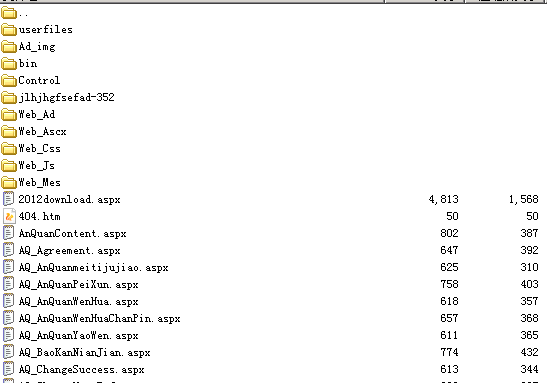 ..
userfiles
Ad_img
bin
Control
jlhjhgfsefad-352
Web_Ad
Web_Ascx
Web_Css
Web_Js
Web_Mes
2012download.aspx 4,813 1,568
404.htm 50 50
AnQuanContent.aspx 802 387
AQ_Agreement.aspx 647 392
AQ_AnQuanmeitijujiao.aspx 625 310
AQ_AnQuanPeiXun.aspx 758 403
AQ_AnQuanWenHua.aspx 618 357
AQ_AnQuanWenHuaChanPin.aspx 657 368
AQ_AnQuanYaoWen.aspx 611 365
AQ_BaoKanNianJian.aspx 774 432
AQ_ChangeSuccess.aspx 613 344